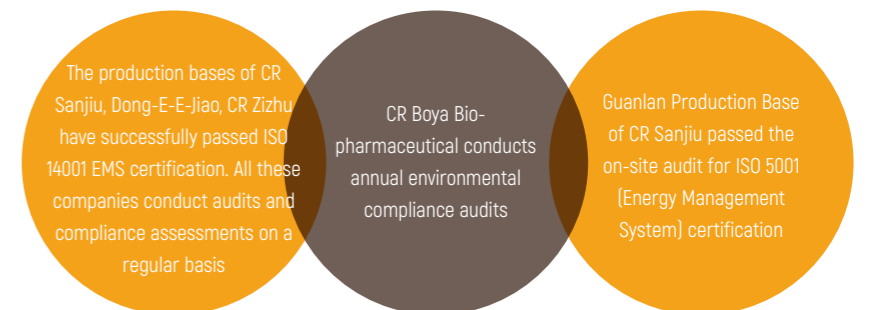 The production bases of CR
Sanjiu, Dong-E-E-Jiao, CR Zizhu
have successfully passed ISO
14001 EMS certification. All these
companies conduct audits and
compliance assessments on a
regular basis
CR Boya Bio-
pharmaceutical conducts
annual environmental
compliance audits
Guanlan Production Base
of CR Sanjiu passed the
on-site audit for ISO 5001
(Energy Management
System) certification